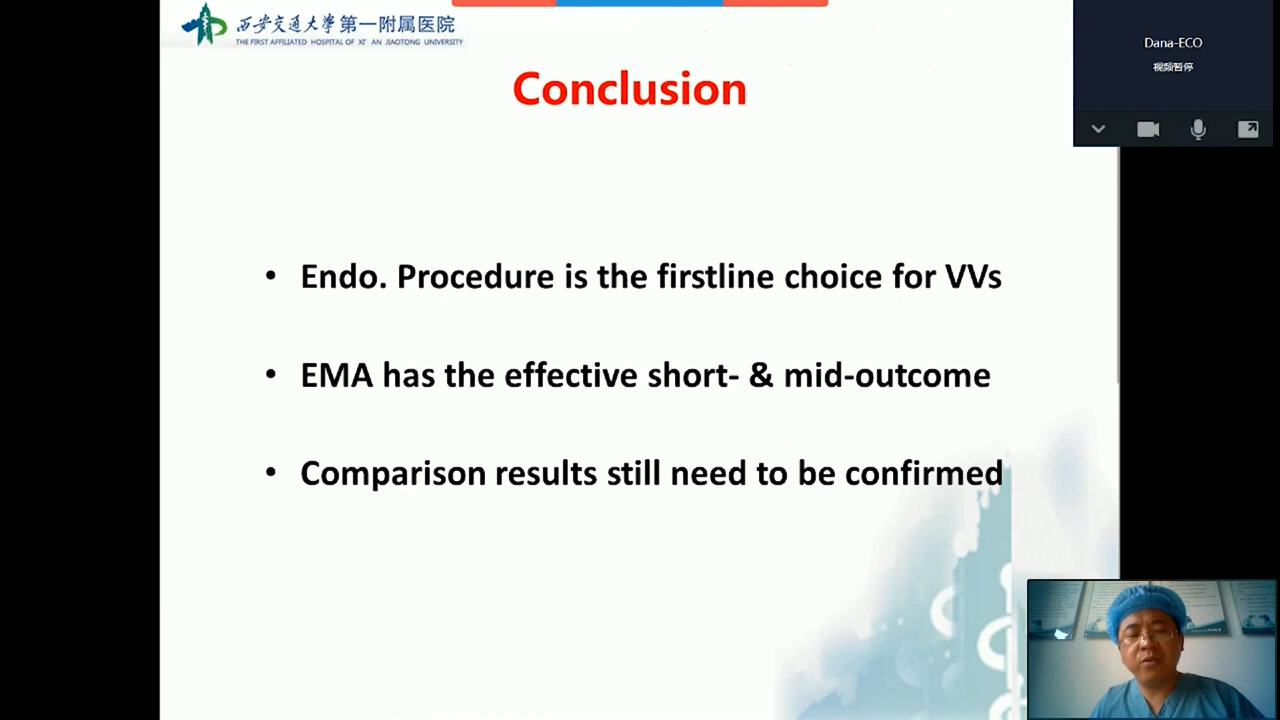 西安交通大学第一附属医院
THE FIRST AFFILIATED HOSPITAL OF XI' AN JIAOTONG UNIVERSITY
Dana-ECO
视频暂停
Conclusion
• Endo. Procedure is the firstline choice for VVs
• EMA has the effective short- & mid-outcome
• Comparison results still need to be confirmed